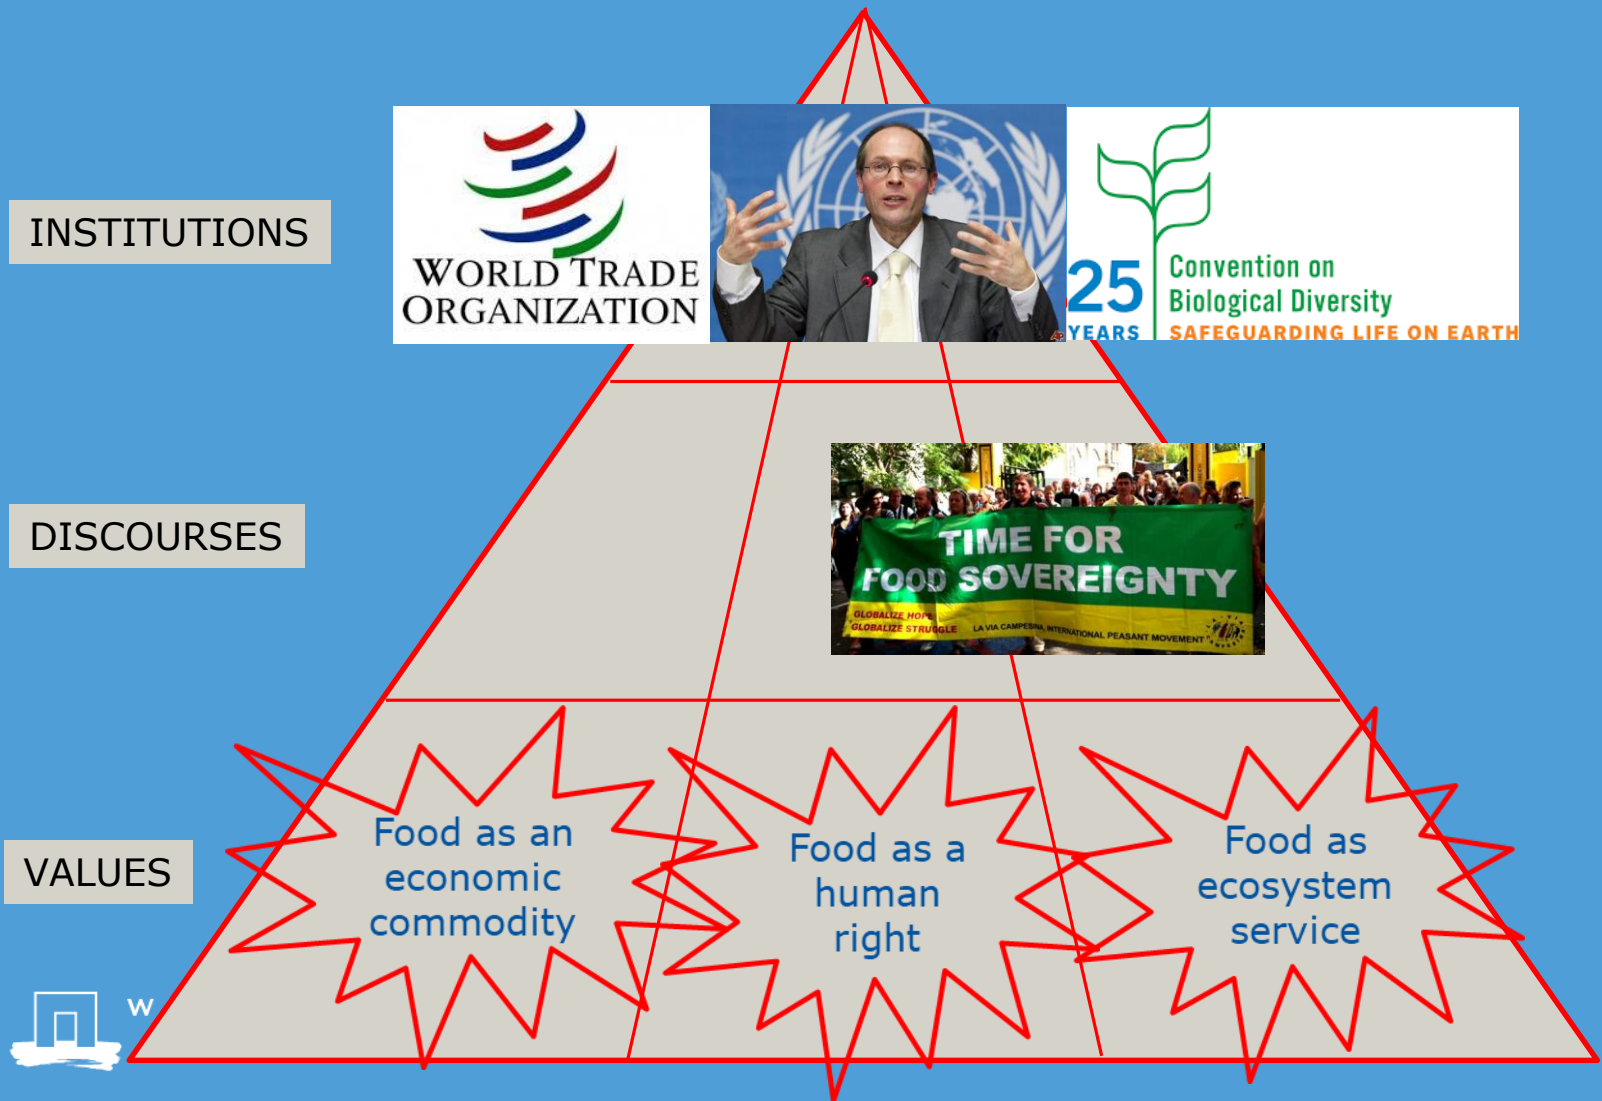 INSTITUTIONS
WORLD TRADE
ORGANIZATION
25
YEARS
Convention on
Biological Diversity
SAFEGUARDING LIFE ON EARTH
DISCOURSES
TIME FOR
FOOD SOVEREIGNTY
GLOBALIZE HOPE
GLOBALIZE STRUGGLE
LA VIA CAMPESINA, INTERNATIONAL PEASANT MOVEMENT
VALUES
Food as an
economic
commodity
Food as a
human
right
Food as
ecosystem
service
W